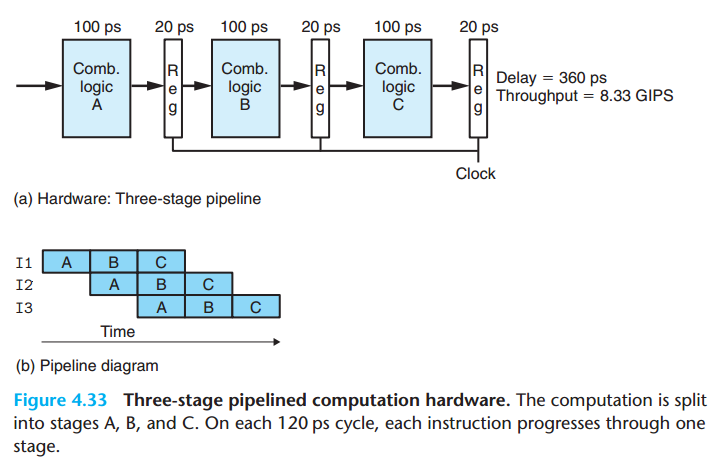 100 ps 20 ps 100 ps 20 ps 100 ps 20 ps
Comb. logic A
Reg
Comb. logic B
Reg
Comb. logic C
Reg
Delay = 360 ps
Throughput = 8.33 GIPS
Clock
(a) Hardware: Three-stage pipeline
I1 A B C
I2 A B C
I3 A B C
Time
(b) Pipeline diagram
Figure 4.33 Three-stage pipelined computation hardware. The computation is split
into stages A, B, and C. On each 120 ps cycle, each instruction progresses through one
stage.